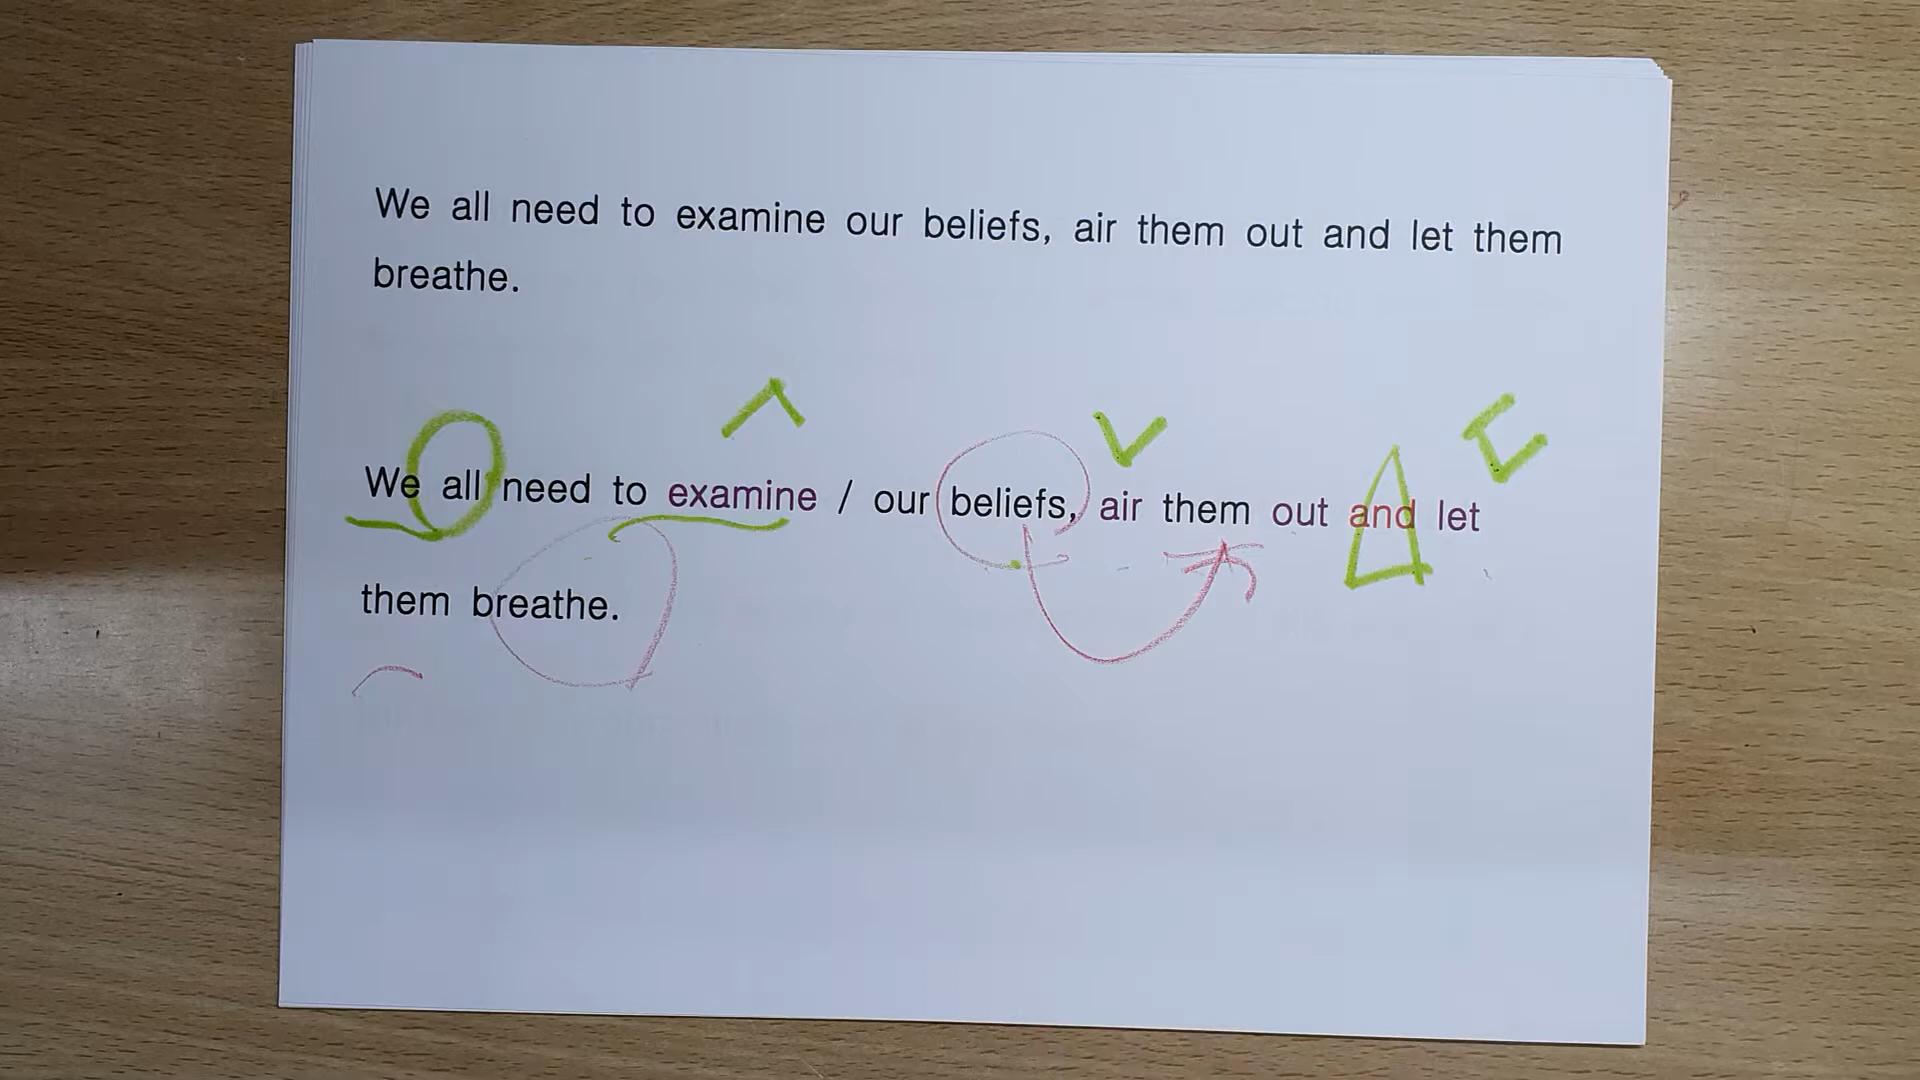 We all need to examine our beliefs, air them out and let them
breathe.
We all need to examine / our beliefs, air them out and let
them breathe.